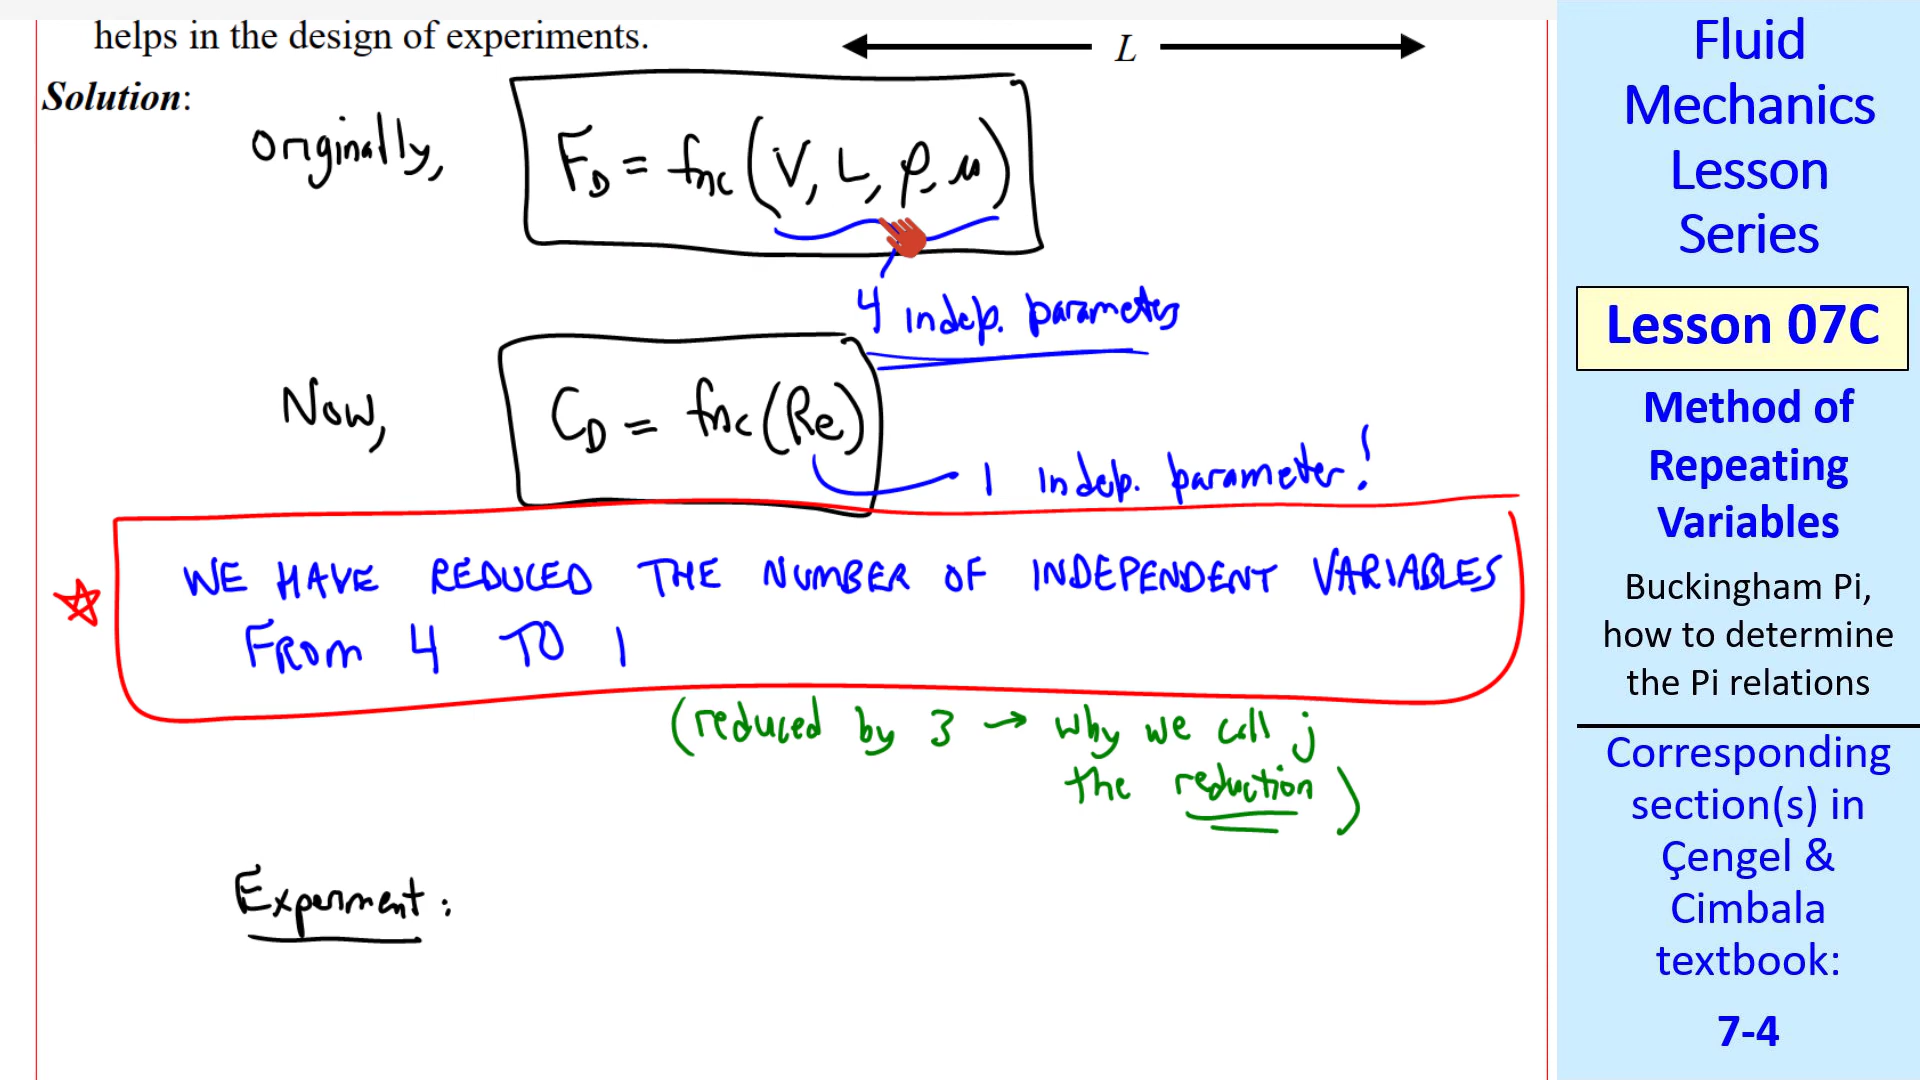 helps in the design of experiments.
L
Solution:
Originally,
F_D = fnc(V, L, ρ, μ)
4 indep. parameters
Now,
C_D = fnc(Re)
1 indep. parameter!
WE HAVE REDUCED THE NUMBER OF INDEPENDENT VARIABLES
FROM 4 TO 1
(reduced by 3 → why we call j
the reduction)
Experiment:
Fluid
Mechanics
Lesson
Series
Lesson 07C
Method of
Repeating
Variables
Buckingham Pi,
how to determine
the Pi relations
Corresponding
section(s) in
Çengel &
Cimbala
textbook:
7-4